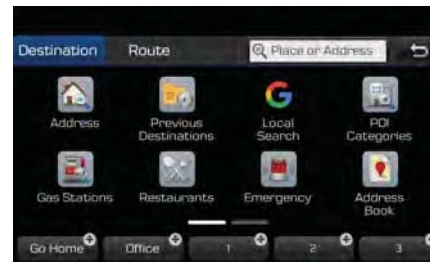 Destination
Route
Place or Address
Address
Previous
Destinations
Local
Search
POI
Categories
Gas Stations
Restaurants
Emergency
Address
Book
Go Home
Office
1
2
3